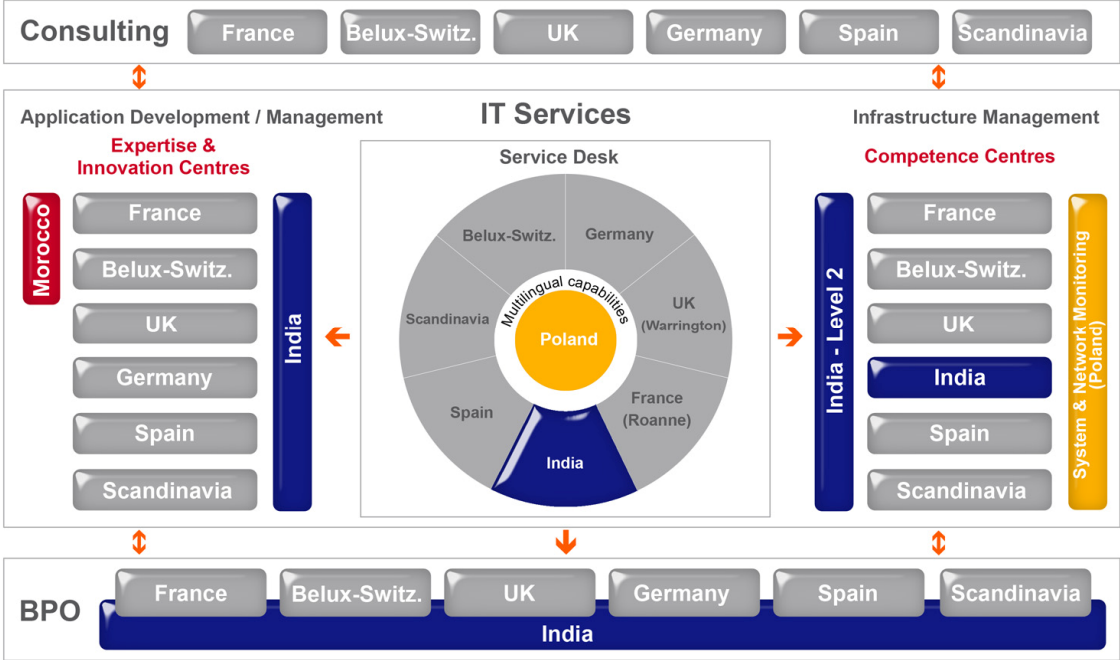 Consulting
France
Belux-Switz.
UK
Germany
Spain
Scandinavia
Application Development / Management
IT Services
Infrastructure Management
Expertise &
Innovation Centres
Morocco
France
Belux-Switz.
UK
Germany
Spain
Scandinavia
India
Service Desk
Belux-Switz.
Germany
Scandinavia
UK
(Warrington)
Spain
France
(Roanne)
India
Multilingual capabilities
Poland
Competence Centres
India - Level 2
France
Belux-Switz.
UK
India
Spain
Scandinavia
System & Network Monitoring
(Poland)
BPO
France
Belux-Switz.
UK
Germany
Spain
Scandinavia
India